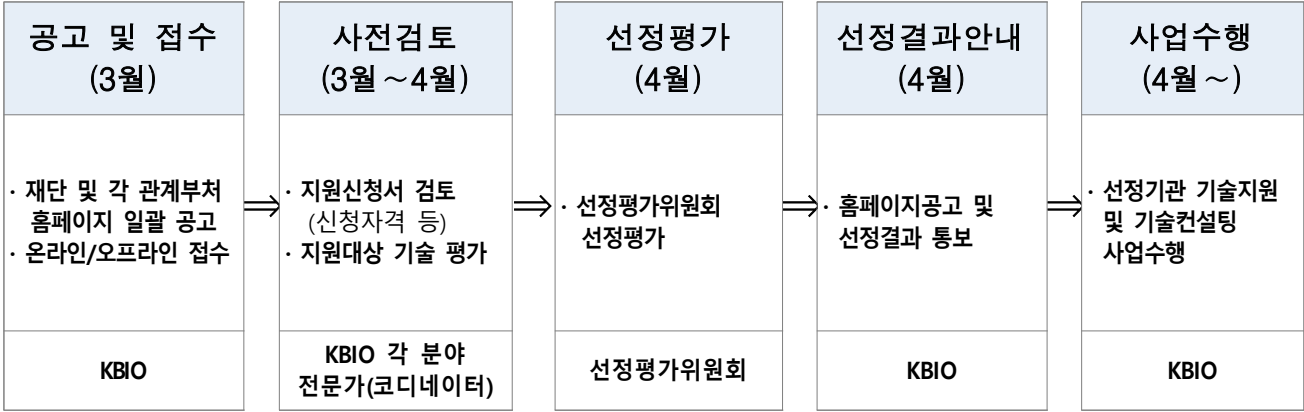 공고 및 접수
(3월)
· 재단 및 각 관계부처
홈페이지 일괄 공고
· 온라인/오프라인 접수
KBIO
⇒
사전검토
(3월～4월)
· 지원신청서 검토
(신청자격 등)
· 지원대상 기술 평가
KBIO 각 분야
전문가(코디네이터)
⇒
선정평가
(4월)
· 선정평가위원회
선정평가
선정평가위원회
⇒
선정결과안내
(4월)
· 홈페이지공고 및
선정결과 통보
KBIO
⇒
사업수행
(4월～)
· 선정기관 기술지원
및 기술컨설팅
사업수행
KBIO